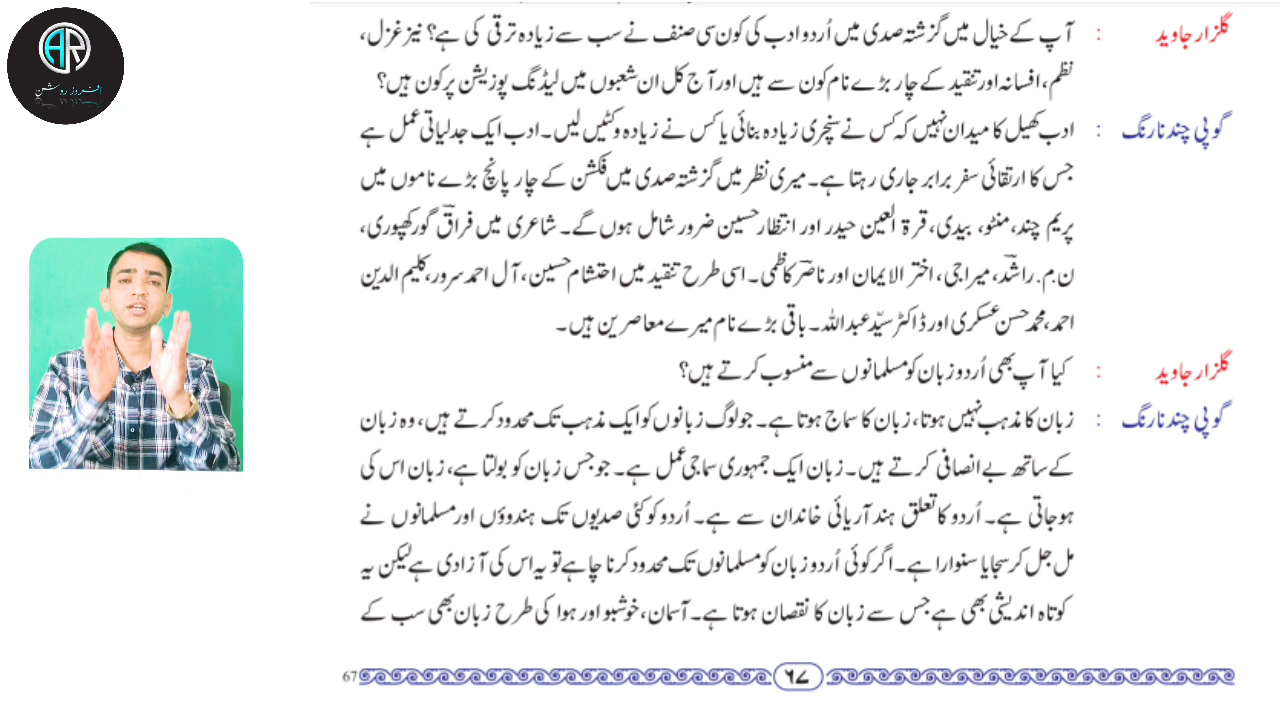 AR
افروز روشن
گلزار جاوید : آپ کے خیال میں گزشتہ صدی میں اُردو ادب کی کون سی صنف نے سب سے زیادہ ترقی کی ہے؟ نیز غزل،
نظم، افسانہ اور تنقید کے چار بڑے نام کون سے ہیں اور آج کل ان شعبوں میں لیڈنگ پوزیشن پر کون ہیں؟
گوپی چند نارنگ : ادب کھیل کا میدان نہیں کہ کس نے سنچری زیادہ بنائی یا کس نے زیادہ وکٹیں لیں۔ ادب ایک جدلیاتی عمل ہے
جس کا ارتقائی سفر برابر جاری رہتا ہے۔ میری نظر میں گزشتہ صدی میں فکشن کے چار پانچ بڑے ناموں میں
پریم چند، منٹو، بیدی، قرۃ العین حیدر اور انتظار حسین ضرور شامل ہوں گے۔ شاعری میں فراقؔ گورکھپوری،
ن.م. راشدؔ، میراجی، اختر الایمان اور ناصرؔ کاظمی۔ اسی طرح تنقید میں احتشام حسین، آل احمد سرور، کلیم الدین
احمد، محمد حسن عسکری اور ڈاکٹر سیّد عبداللہ۔ باقی بڑے نام میرے معاصرین ہیں۔
گلزار جاوید : کیا آپ بھی اُردو زبان کو مسلمانوں سے منسوب کرتے ہیں؟
گوپی چند نارنگ : زبان کا مذہب نہیں ہوتا، زبان کا سماج ہوتا ہے۔ جو لوگ زبانوں کو ایک مذہب تک محدود کرتے ہیں، وہ زبان
کے ساتھ بے انصافی کرتے ہیں۔ زبان ایک جمہوری سماجی عمل ہے۔ جو جس زبان کو بولتا ہے، زبان اس کی
ہو جاتی ہے۔ اُردو کا تعلق ہند آریائی خاندان سے ہے۔ اُردو کو کئی صدیوں تک ہندوؤں اور مسلمانوں نے
مل جل کر سجایا سنوارا ہے۔ اگر کوئی اُردو زبان کو مسلمانوں تک محدود کرنا چاہے تو یہ اس کی آزادی ہے لیکن یہ
کوتاہ اندیشی بھی ہے جس سے زبان کا نقصان ہوتا ہے۔ آسمان، خوشبو اور ہوا کی طرح زبان بھی سب کے
67
۶۷